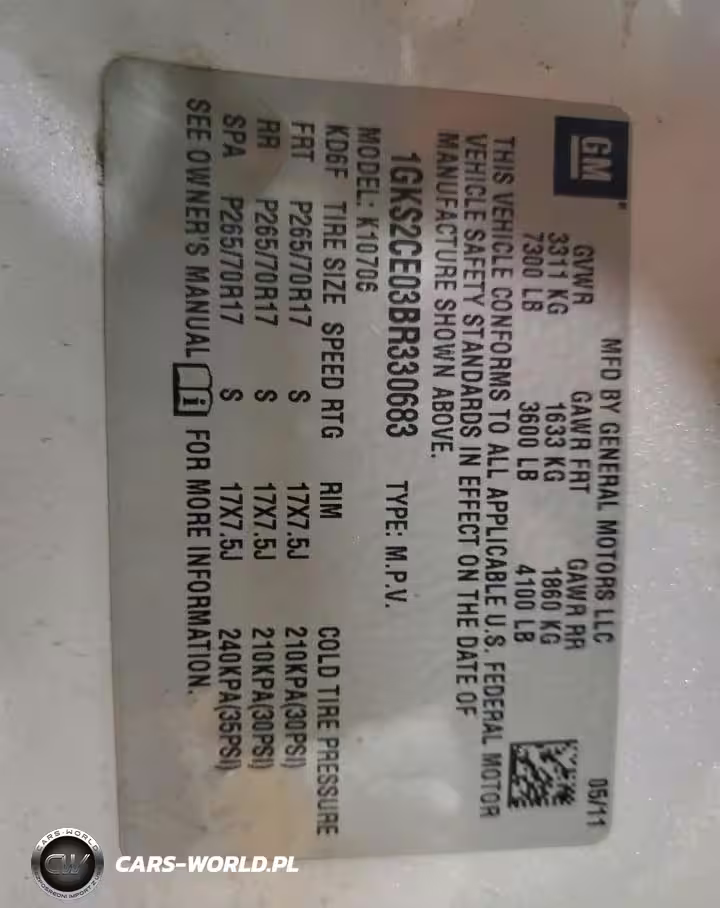 GM
MFD BY GENERAL MOTORS LLC 05/11
GVWR GAWR FRT GAWR RR
3311 KG 1633 KG 1860 KG
7300 LB 3600 LB 4100 LB
THIS VEHICLE CONFORMS TO ALL APPLICABLE U.S. FEDERAL MOTOR
VEHICLE SAFETY STANDARDS IN EFFECT ON THE DATE OF
MANUFACTURE SHOWN ABOVE.
1GKS2CE03BR330683 TYPE: M.P.V.
MODEL: K10706
KD6F TIRE SIZE SPEED RTG RIM COLD TIRE PRESSURE
FRT P265/70R17 S 17X7.5J 210KPA(30PSI)
RR P265/70R17 S 17X7.5J 210KPA(30PSI)
SPA P265/70R17 S 17X7.5J 240KPA(35PSI)
SEE OWNER'S MANUAL i FOR MORE INFORMATION.
CARS-WORLD
CW
CARS-WORLD.PL